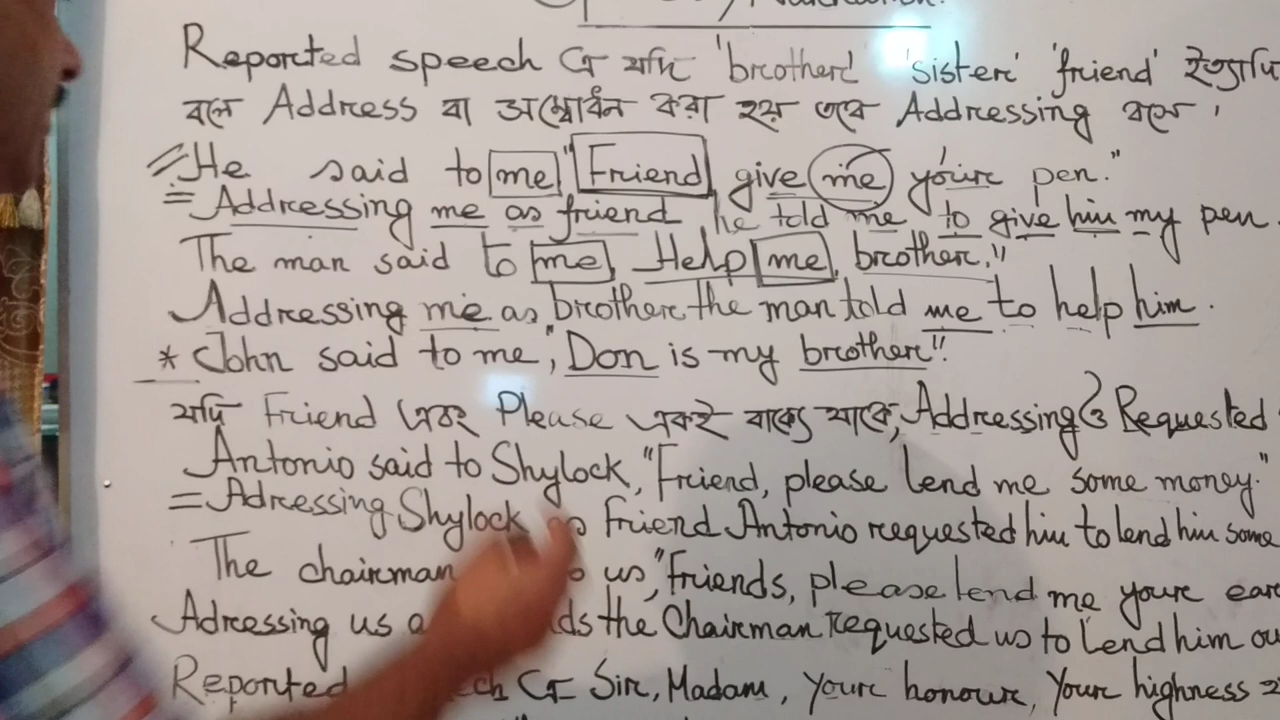 Reported speech এ যদি 'brother' 'sister' 'friend' ইত্যাদি
বলে Address বা সম্বোধন করা হয় তবে Addressing বসে ।
He said to me, "Friend give me your pen."
= Addressing me as friend he told me to give him my pen.
The man said to me, Help me, brother."
Addressing me as brother the man told me to help him.
* John said to me, "Don is my brother".
যদি Friend এবং Please একই বাক্যে থাকে, Addressing ও Requested
Antonio said to Shylock, "Friend, please lend me some money."
= Adressing Shylock as friend Antonio requested him to lend him some
The chairman to us, "Friends, please lend me your ear
Adressing us the Chairman requested us to lend him
Reported এ Sir, Madam, your honour, Your highness